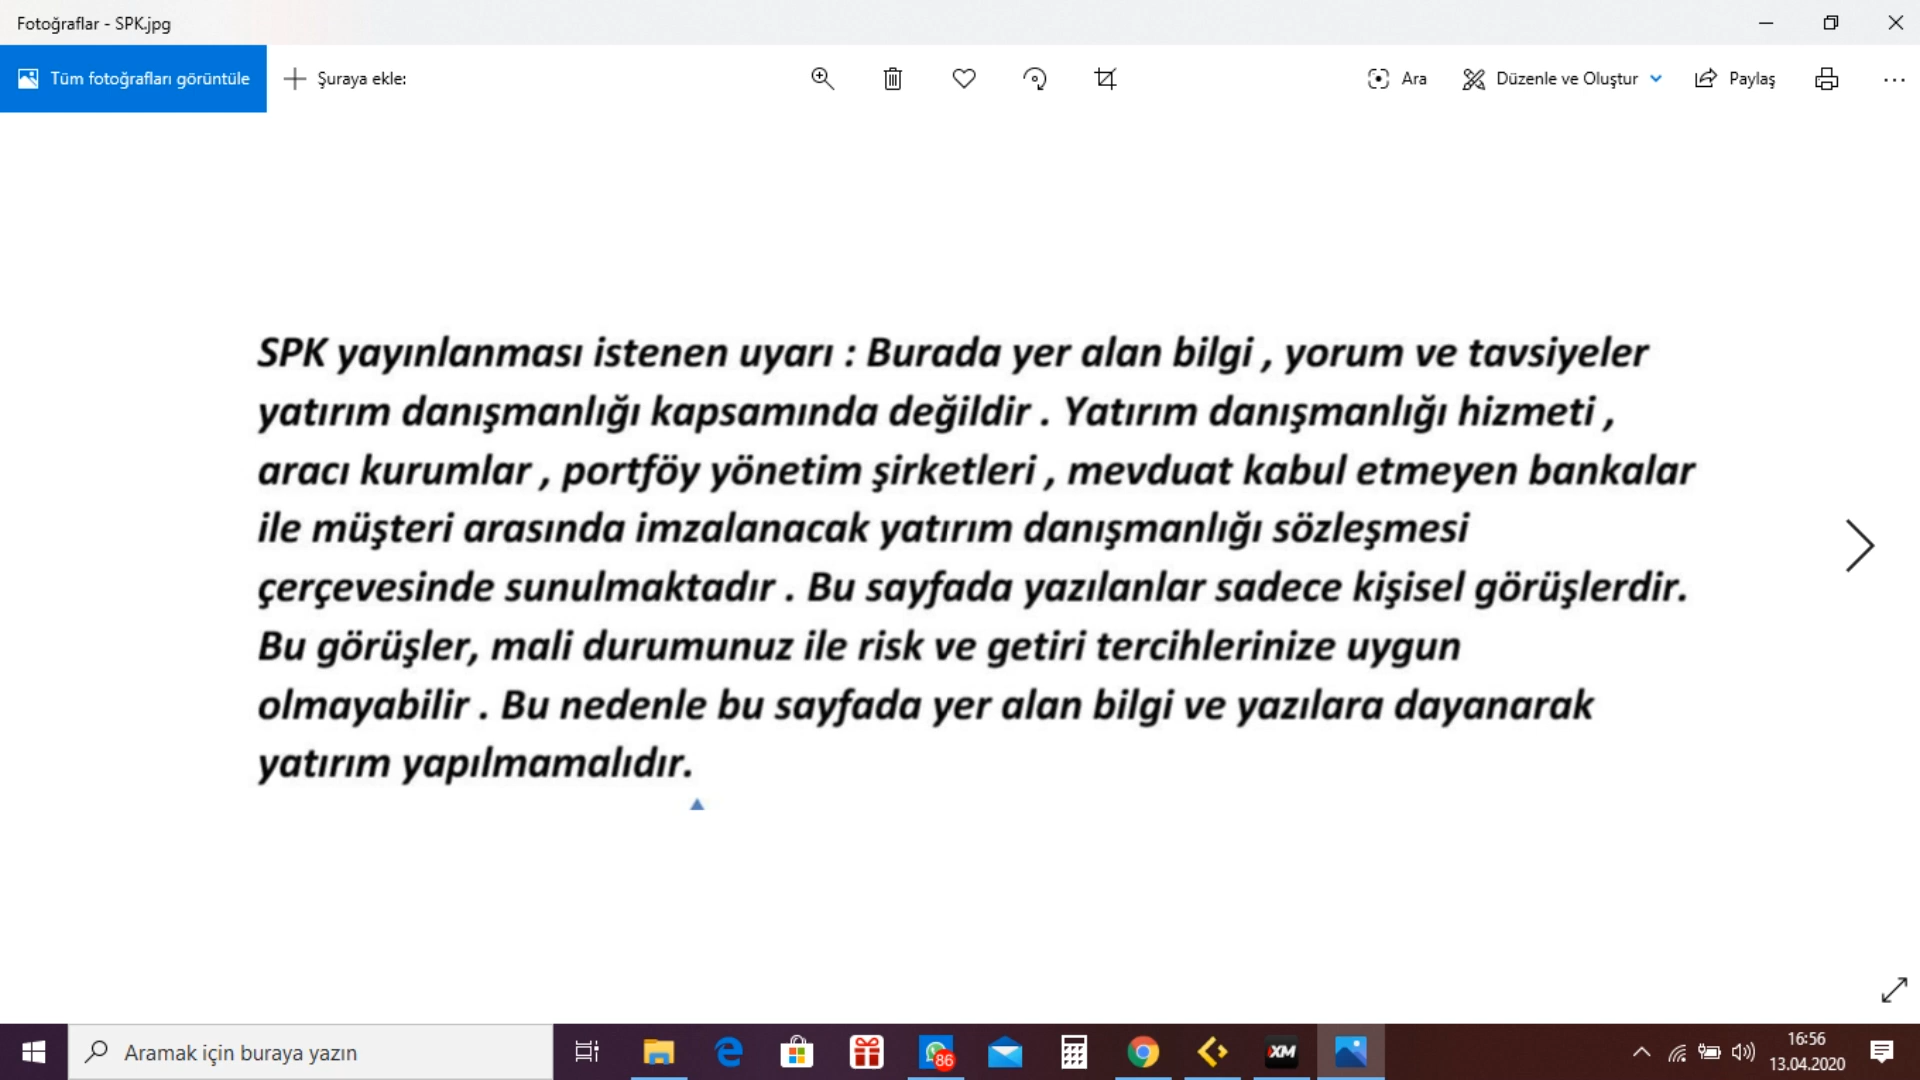 Fotoğraflar - SPK.jpg
Tüm fotoğrafları görüntüle
Şuraya ekle:
Ara
Düzenle ve Oluştur
Paylaş
SPK yayınlanması istenen uyarı : Burada yer alan bilgi , yorum ve tavsiyeler
yatırım danışmanlığı kapsamında değildir . Yatırım danışmanlığı hizmeti ,
aracı kurumlar , portföy yönetim şirketleri , mevduat kabul etmeyen bankalar
ile müşteri arasında imzalanacak yatırım danışmanlığı sözleşmesi
çerçevesinde sunulmaktadır . Bu sayfada yazılanlar sadece kişisel görüşlerdir.
Bu görüşler, mali durumunuz ile risk ve getiri tercihlerinize uygun
olmayabilir . Bu nedenle bu sayfada yer alan bilgi ve yazılara dayanarak
yatırım yapılmamalıdır.
Aramak için buraya yazın
86
XM
16:56
13.04.2020